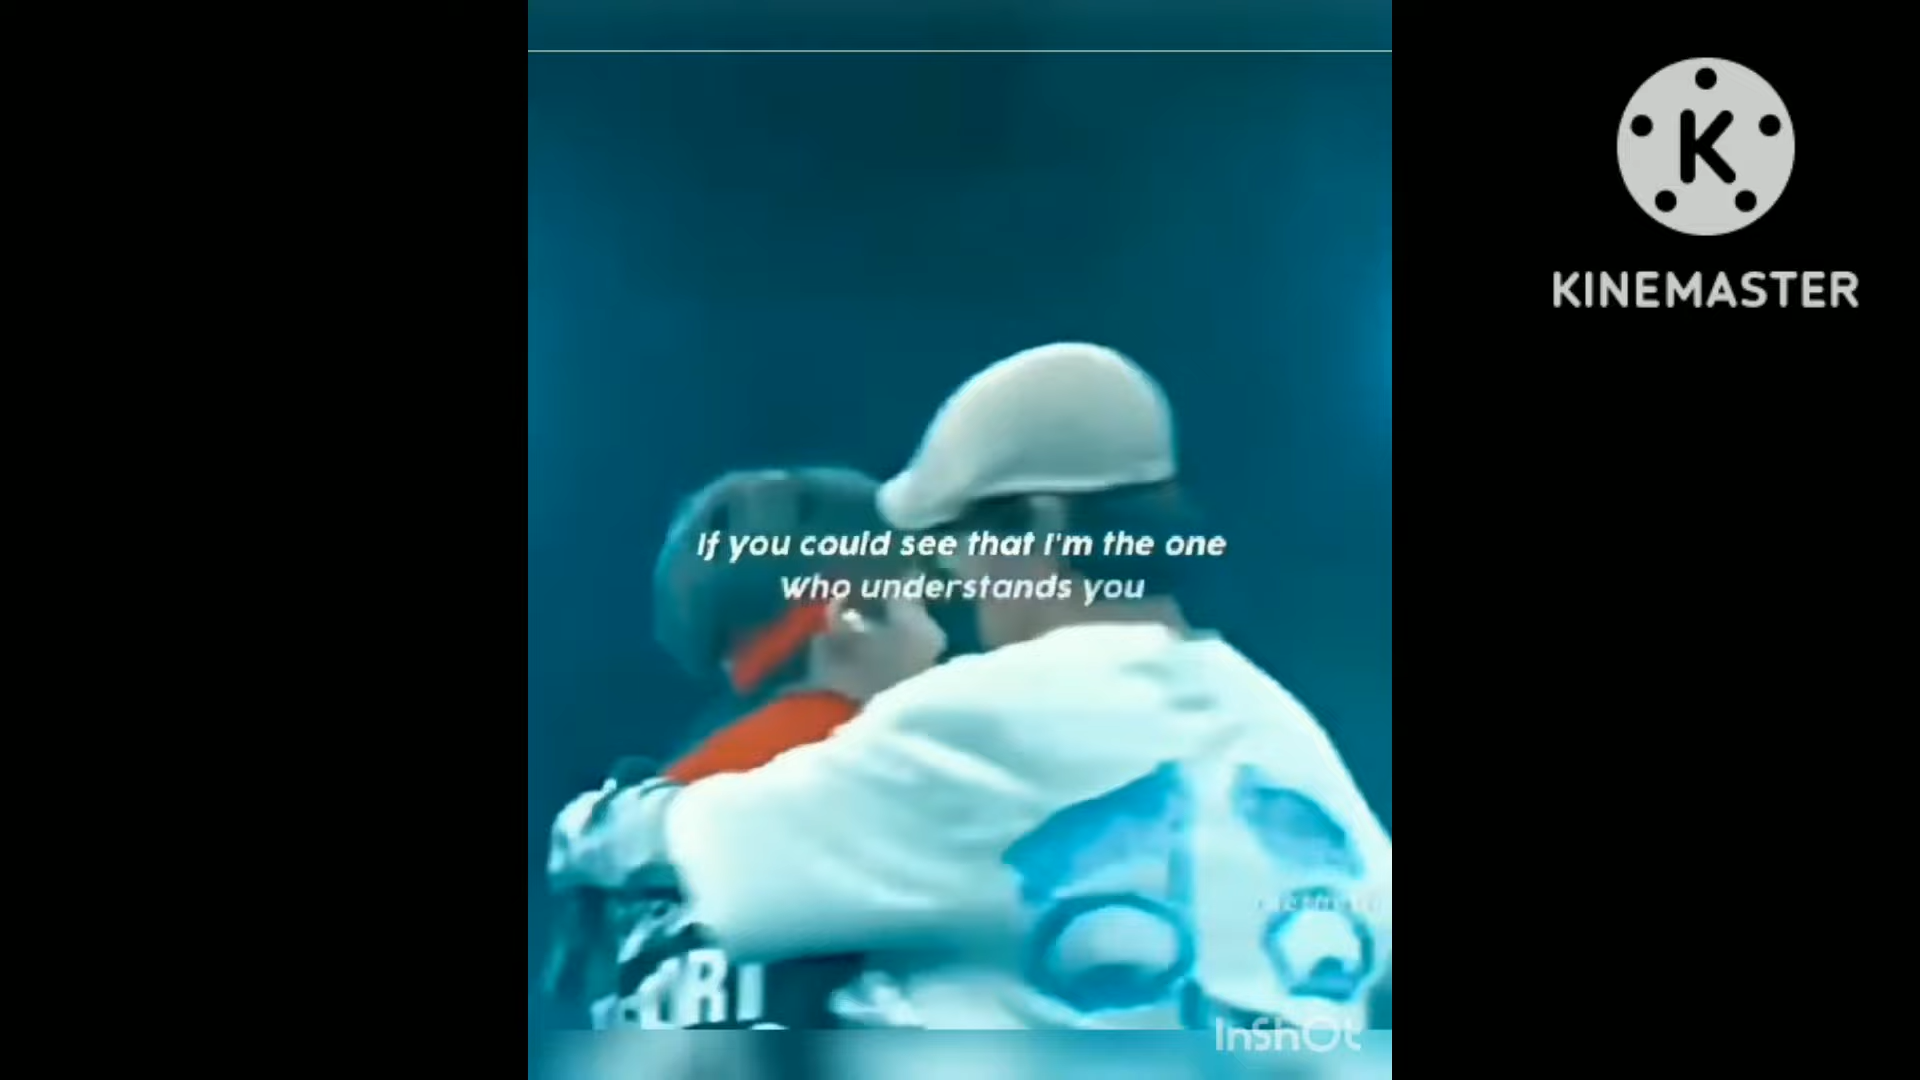 KINEMASTER
If you could see that I'm the one
Who understands you
InShOt